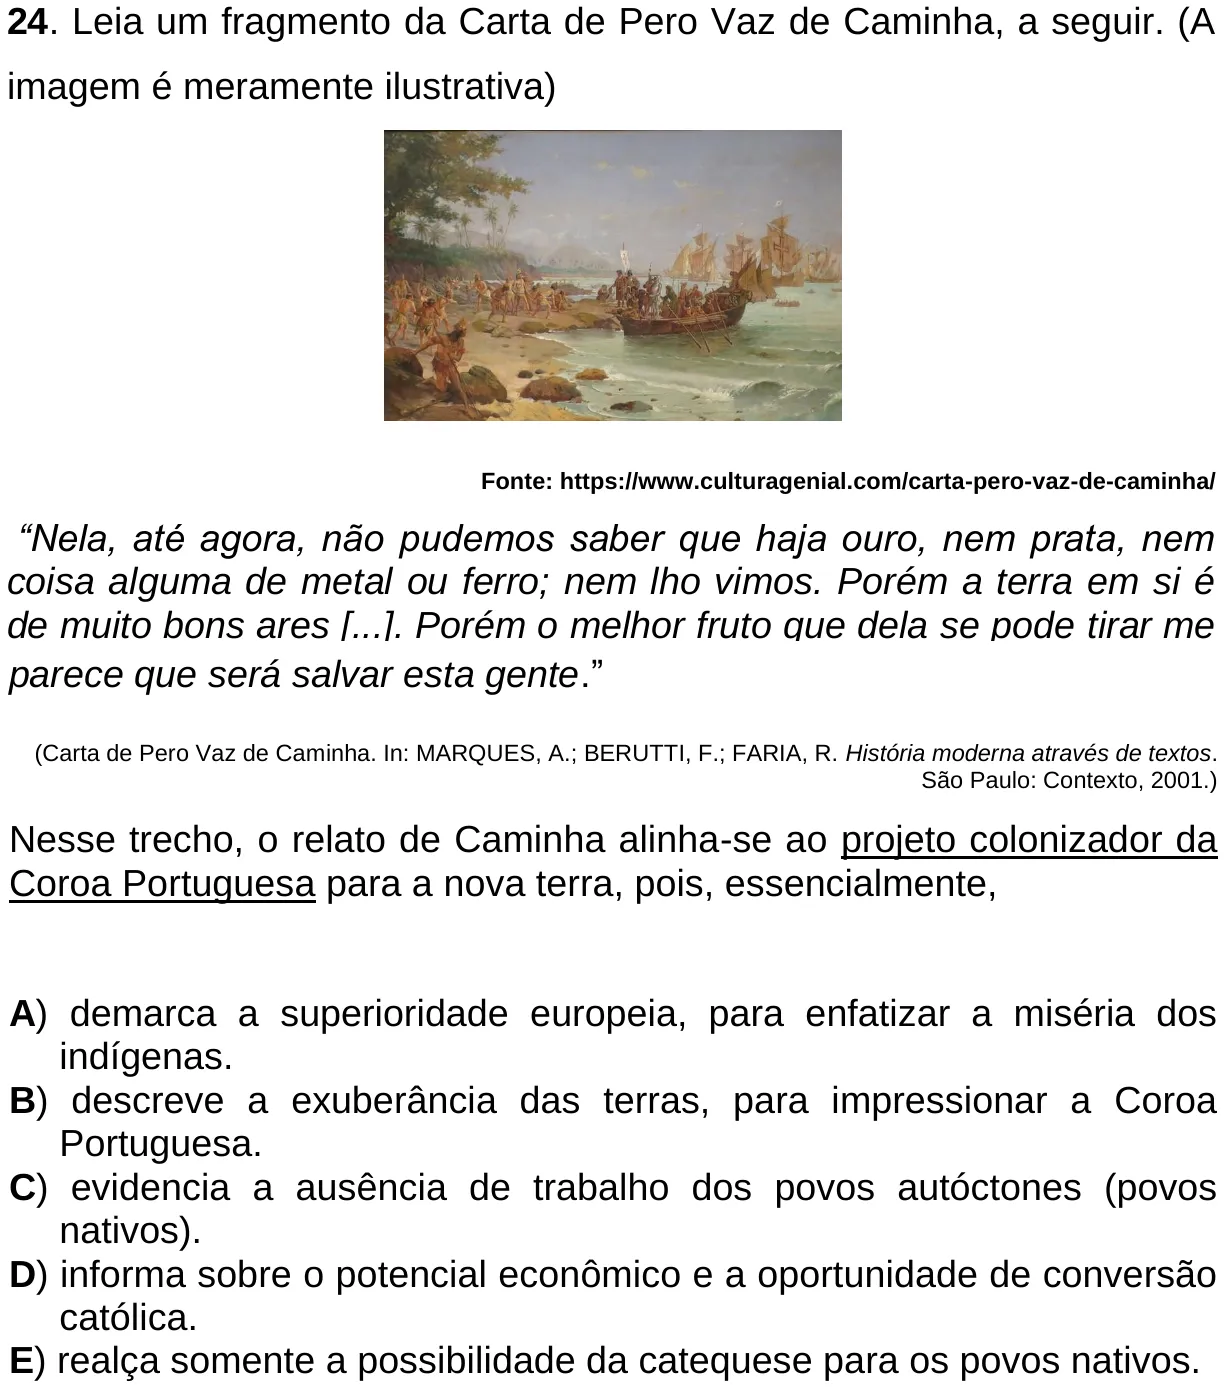 24. Leia um fragmento da Carta de Pero Vaz de Caminha, a seguir. (A
imagem é meramente ilustrativa)
Fonte: https://www.culturagenial.com/carta-pero-vaz-de-caminha/
“Nela, até agora, não pudemos saber que haja ouro, nem prata, nem
coisa alguma de metal ou ferro; nem lho vimos. Porém a terra em si é
de muito bons ares [...]. Porém o melhor fruto que dela se pode tirar me
parece que será salvar esta gente.”
(Carta de Pero Vaz de Caminha. In: MARQUES, A.; BERUTTI, F.; FARIA, R. História moderna através de textos.
São Paulo: Contexto, 2001.)
Nesse trecho, o relato de Caminha alinha-se ao projeto colonizador da
Coroa Portuguesa para a nova terra, pois, essencialmente,
A) demarca a superioridade europeia, para enfatizar a miséria dos
indígenas.
B) descreve a exuberância das terras, para impressionar a Coroa
Portuguesa.
C) evidencia a ausência de trabalho dos povos autóctones (povos
nativos).
D) informa sobre o potencial econômico e a oportunidade de conversão
católica.
E) realça somente a possibilidade da catequese para os povos nativos.